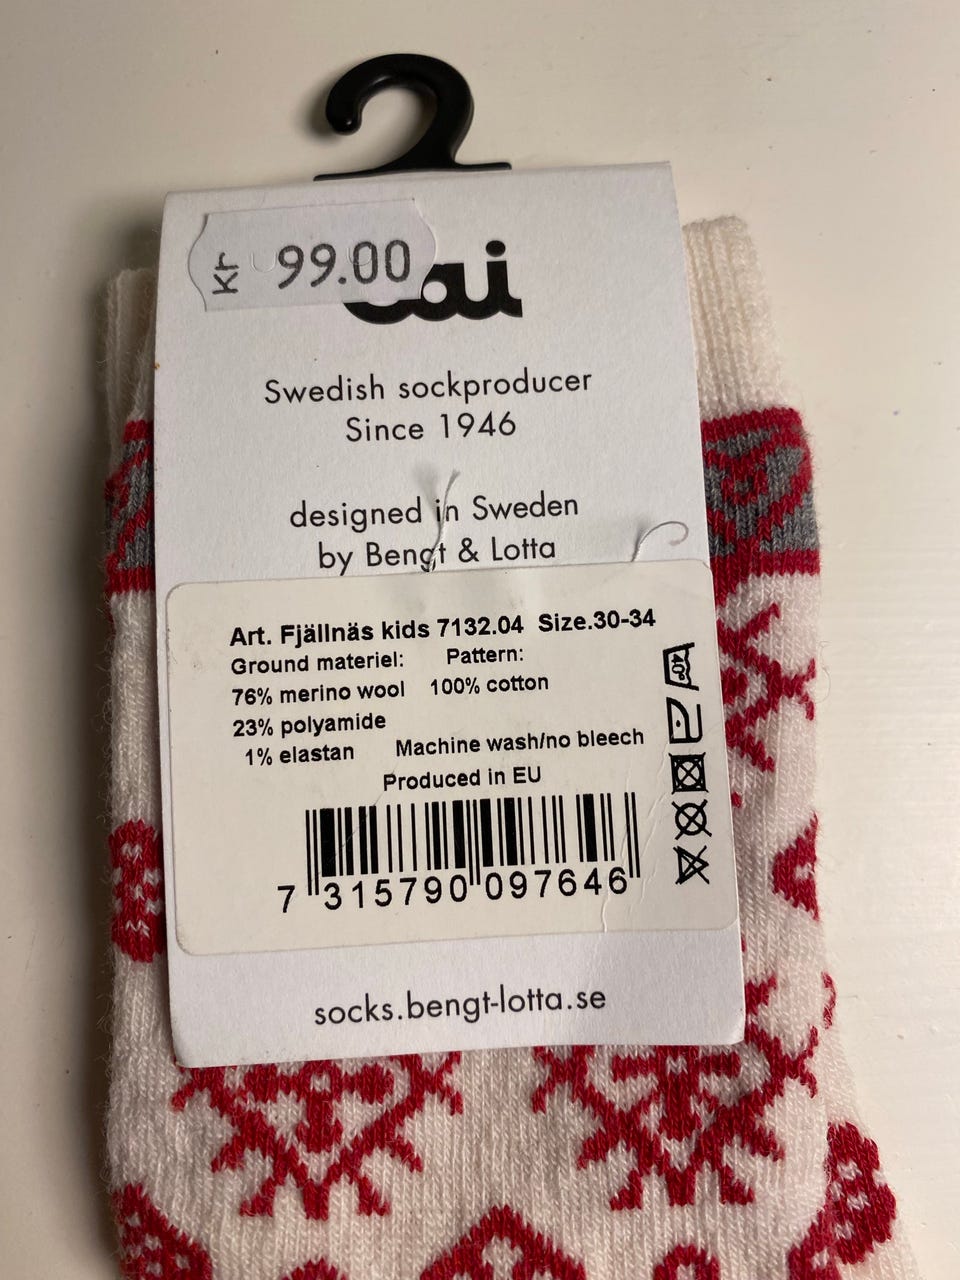 Kr 99.00
Swedish sockproducer
Since 1946
designed in Sweden
by Bengt & Lotta
Art. Fjällnäs kids 7132.04 Size.30-34
Ground materiel: Pattern:
76% merino wool 100% cotton
23% polyamide
1% elastan Machine wash/no bleech
Produced in EU
40°
7 315790 097646
socks.bengt-lotta.se